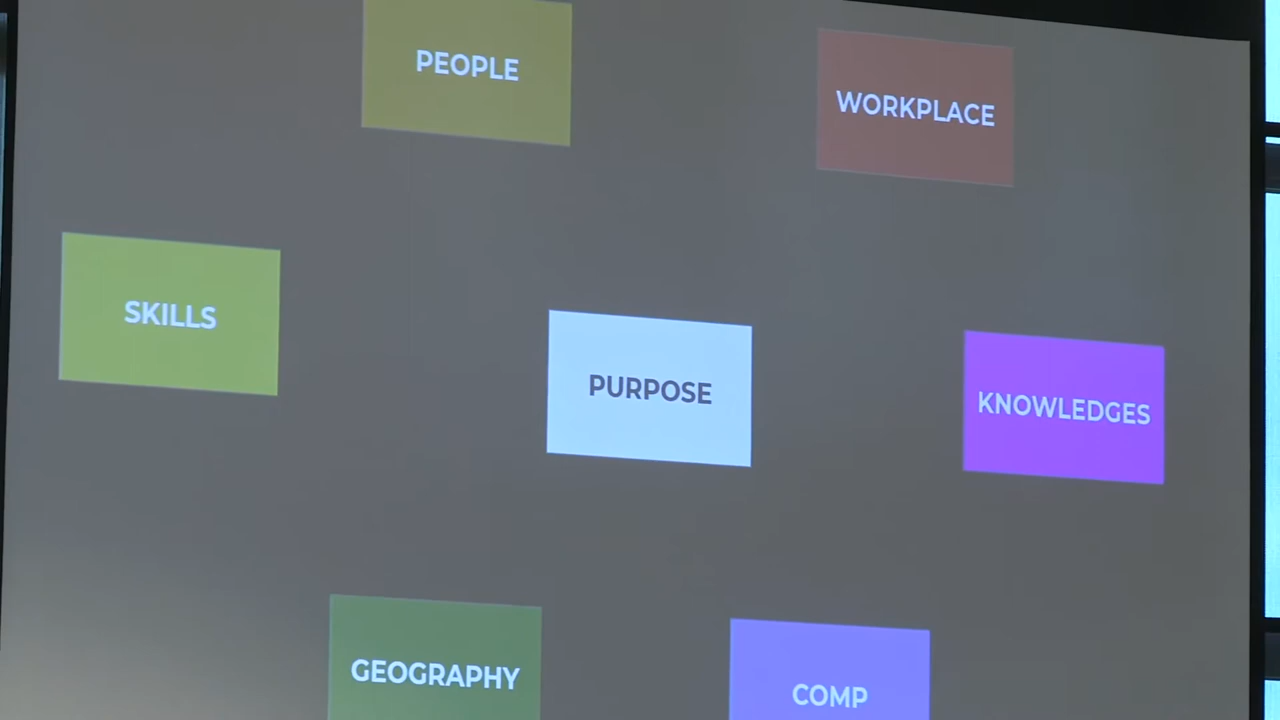 PEOPLE
WORKPLACE
SKILLS
PURPOSE
KNOWLEDGES
GEOGRAPHY
COMP